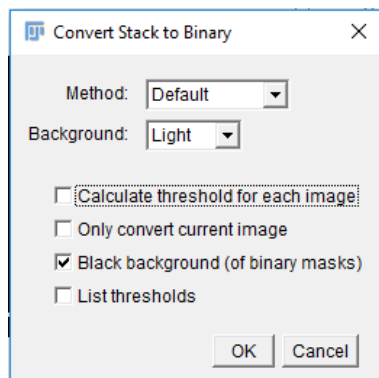 Convert Stack to Binary
Method: Default
Background: Light
Calculate threshold for each image
Only convert current image
Black background (of binary masks)
List thresholds
OK Cancel